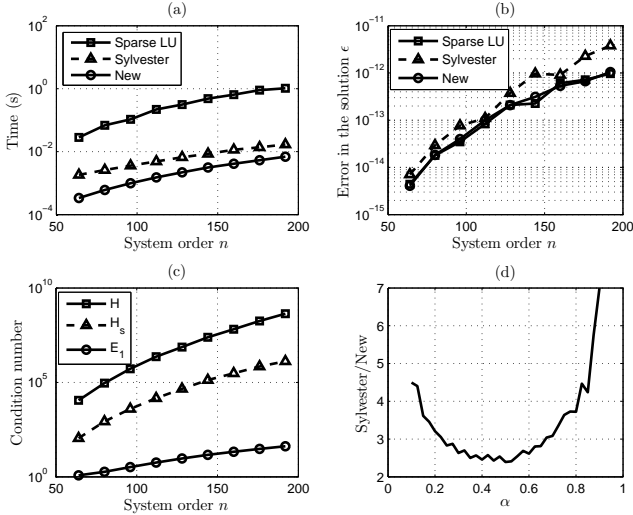 (a)
10^2
10^0
10^−2
10^−4
Time (s)
Sparse LU
Sylvester
New
50
100
150
200
System order n
(b)
10^−11
10^−12
10^−13
10^−14
10^−15
Error in the solution ϵ
Sparse LU
Sylvester
New
50
100
150
200
System order n
(c)
10^10
10^5
10^0
Condition number
H
H_s
E_1
50
100
150
200
System order n
(d)
7
6
5
4
3
2
Sylvester/New
0
0.2
0.4
0.6
0.8
1
α